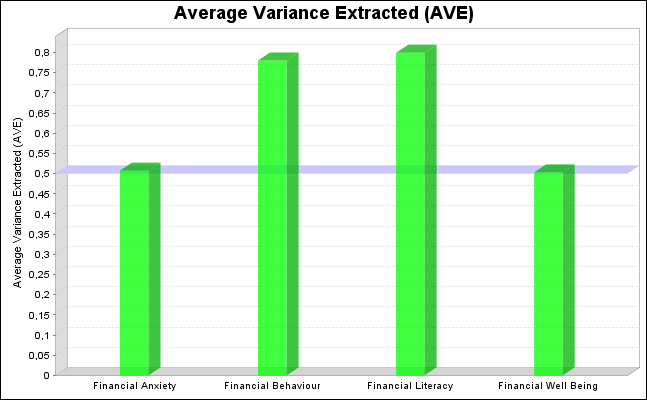 Average Variance Extracted (AVE)
Average Variance Extracted (AVE)
0,8
0,75
0,7
0,65
0,6
0,55
0,5
0,45
0,4
0,35
0,3
0,25
0,2
0,15
0,1
0,05
0
Financial Anxiety
Financial Behaviour
Financial Literacy
Financial Well Being